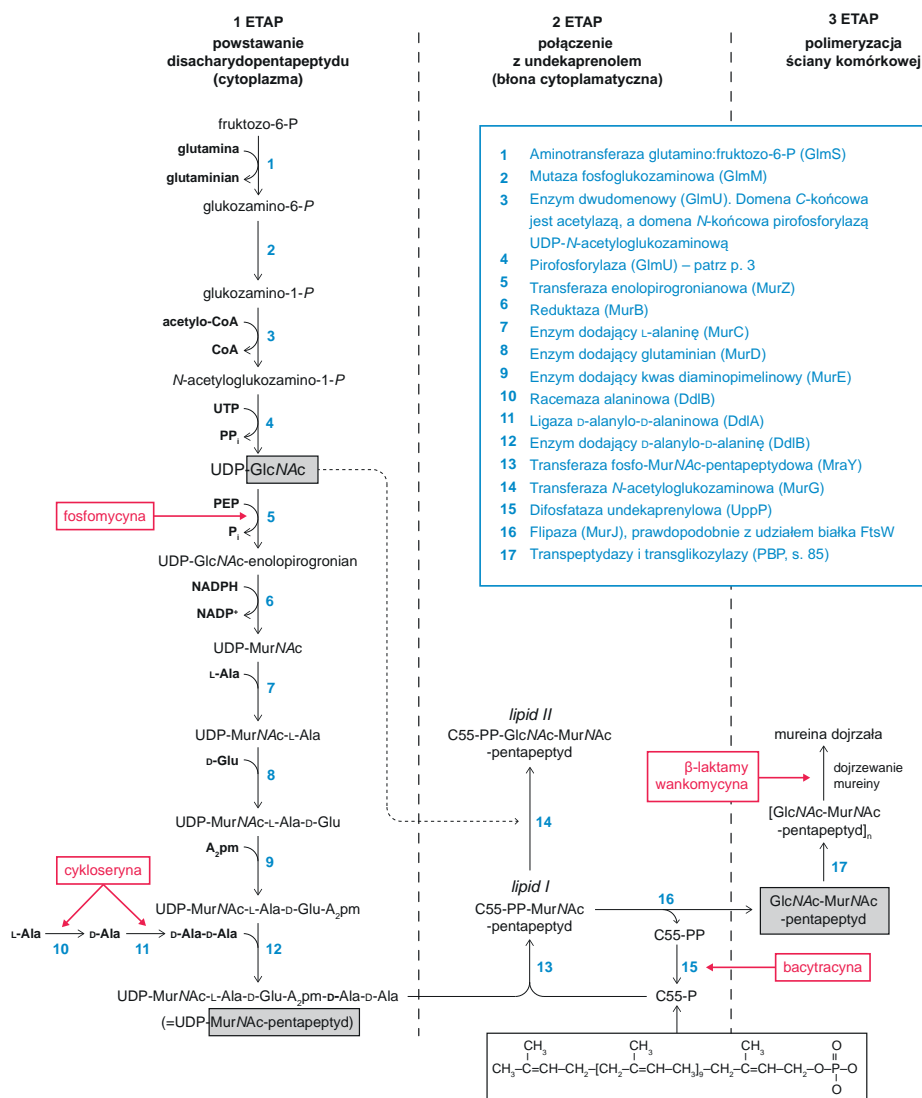 1 ETAP
powstawanie
disacharydopentapeptydu
(cytoplazma)
2 ETAP
połączenie
z undekaprenolem
(błona cytoplamatyczna)
3 ETAP
polimeryzacja
ściany komórkowej
fruktozo-6-P
glutamina
1
glutaminian
glukozamino-6-P
2
glukozamino-1-P
acetylo-CoA
3
CoA
N-acetyloglukozamino-1-P
UTP
4
PPi
UDP-GlcNAc
PEP
fosfomycyna
5
Pi
UDP-GlcNAc-enolopirogronian
NADPH
6
NADP+
UDP-MurNAc
L-Ala
7
UDP-MurNAc-L-Ala
D-Glu
8
UDP-MurNAc-L-Ala-D-Glu
A2pm
9
cykloseryna
UDP-MurNAc-L-Ala-D-Glu-A2pm
L-Ala D-Ala D-Ala-D-Ala
10 11 12
UDP-MurNAc-L-Ala-D-Glu-A2pm-D-Ala-D-Ala
(=UDP-MurNAc-pentapeptyd)
1 Aminotransferaza glutamino:fruktozo-6-P (GlmS)
2 Mutaza fosfoglukozaminowa (GlmM)
3 Enzym dwudomenowy (GlmU). Domena C-końcowa
jest acetylazą, a domena N-końcowa pirofosforylazą
UDP-N-acetyloglukozaminową
4 Pirofosforylaza (GlmU) – patrz p. 3
5 Transferaza enolopirogronianowa (MurZ)
6 Reduktaza (MurB)
7 Enzym dodający L-alaninę (MurC)
8 Enzym dodający glutaminian (MurD)
9 Enzym dodający kwas diaminopimelinowy (MurE)
10 Racemaza alaninowa (DdlB)
11 Ligaza D-alanylo-D-alaninowa (DdlA)
12 Enzym dodający D-alanylo-D-alaninę (DdlB)
13 Transferaza fosfo-MurNAc-pentapeptydowa (MraY)
14 Transferaza N-acetyloglukozaminowa (MurG)
15 Difosfataza undekaprenylowa (UppP)
16 Flipaza (MurJ), prawdopodobnie z udziałem białka FtsW
17 Transpeptydazy i transglikozylazy (PBP, s. 85)
lipid II
C55-PP-GlcNAc-MurNAc
-pentapeptyd
14
lipid I
C55-PP-MurNAc
-pentapeptyd
16
C55-PP
13
15
bacytracyna
C55-P
mureina dojrzała
β-laktamy
wankomycyna
dojrzewanie
mureiny
[GlcNAc-MurNAc
-pentapeptyd]n
17
GlcNAc-MurNAc
-pentapeptyd
CH3 CH3 CH3 O
CH3–C=CH–CH2–[CH2–C=CH–CH3]9–CH2–C=CH–CH2–O–P–O
O